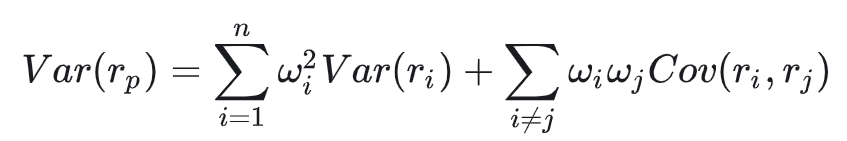 $Var(r_p) = \sum_{i=1}^{n} \omega_i^2 Var(r_i) + \sum_{i \neq j} \omega_i \omega_j Cov(r_i, r_j)$